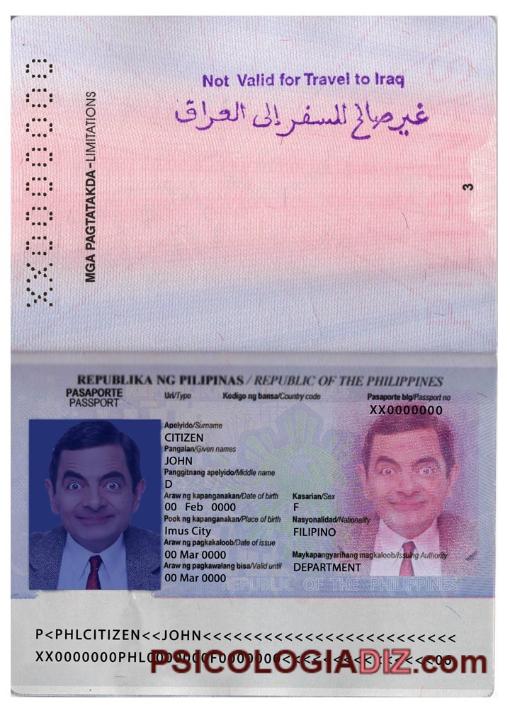 XX0000000
MGA PAGTATAKDA-LIMITATIONS
Not Valid for Travel to Iraq
غير صالح للسفر إلى العراق
3
REPUBLIKA NG PILIPINAS / REPUBLIC OF THE PHILIPPINES
PASAPORTE
PASSPORT
Uri/Type Kodigo ng bansa/Country code Pasaporte blg/Passport no
XX0000000
Apelyido/Surname
CITIZEN
Pangalan/Given names
JOHN
Panggitnang apelyido/Middle name
D
Araw ng kapanganakan/Date of birth Kasarian/Sex
00 Feb 0000 F
Pook ng kapanganakan/Place of birth Nasyonalidad/Nationality
Imus City FILIPINO
Araw ng pagkakaloob/Date of issue
00 Mar 0000 Maykapangyarihang magkaloob/Issuing Authority
Araw ng pagkawalang bisa/Valid until DEPARTMENT
00 Mar 0000
REPUBLIC OF THE PHILIPPINES
P<PHLCITIZEN<<JOHN<<<<<<<<<<<<<<<<<<<<<<<<<<
PSICOLOGIADIZ.com